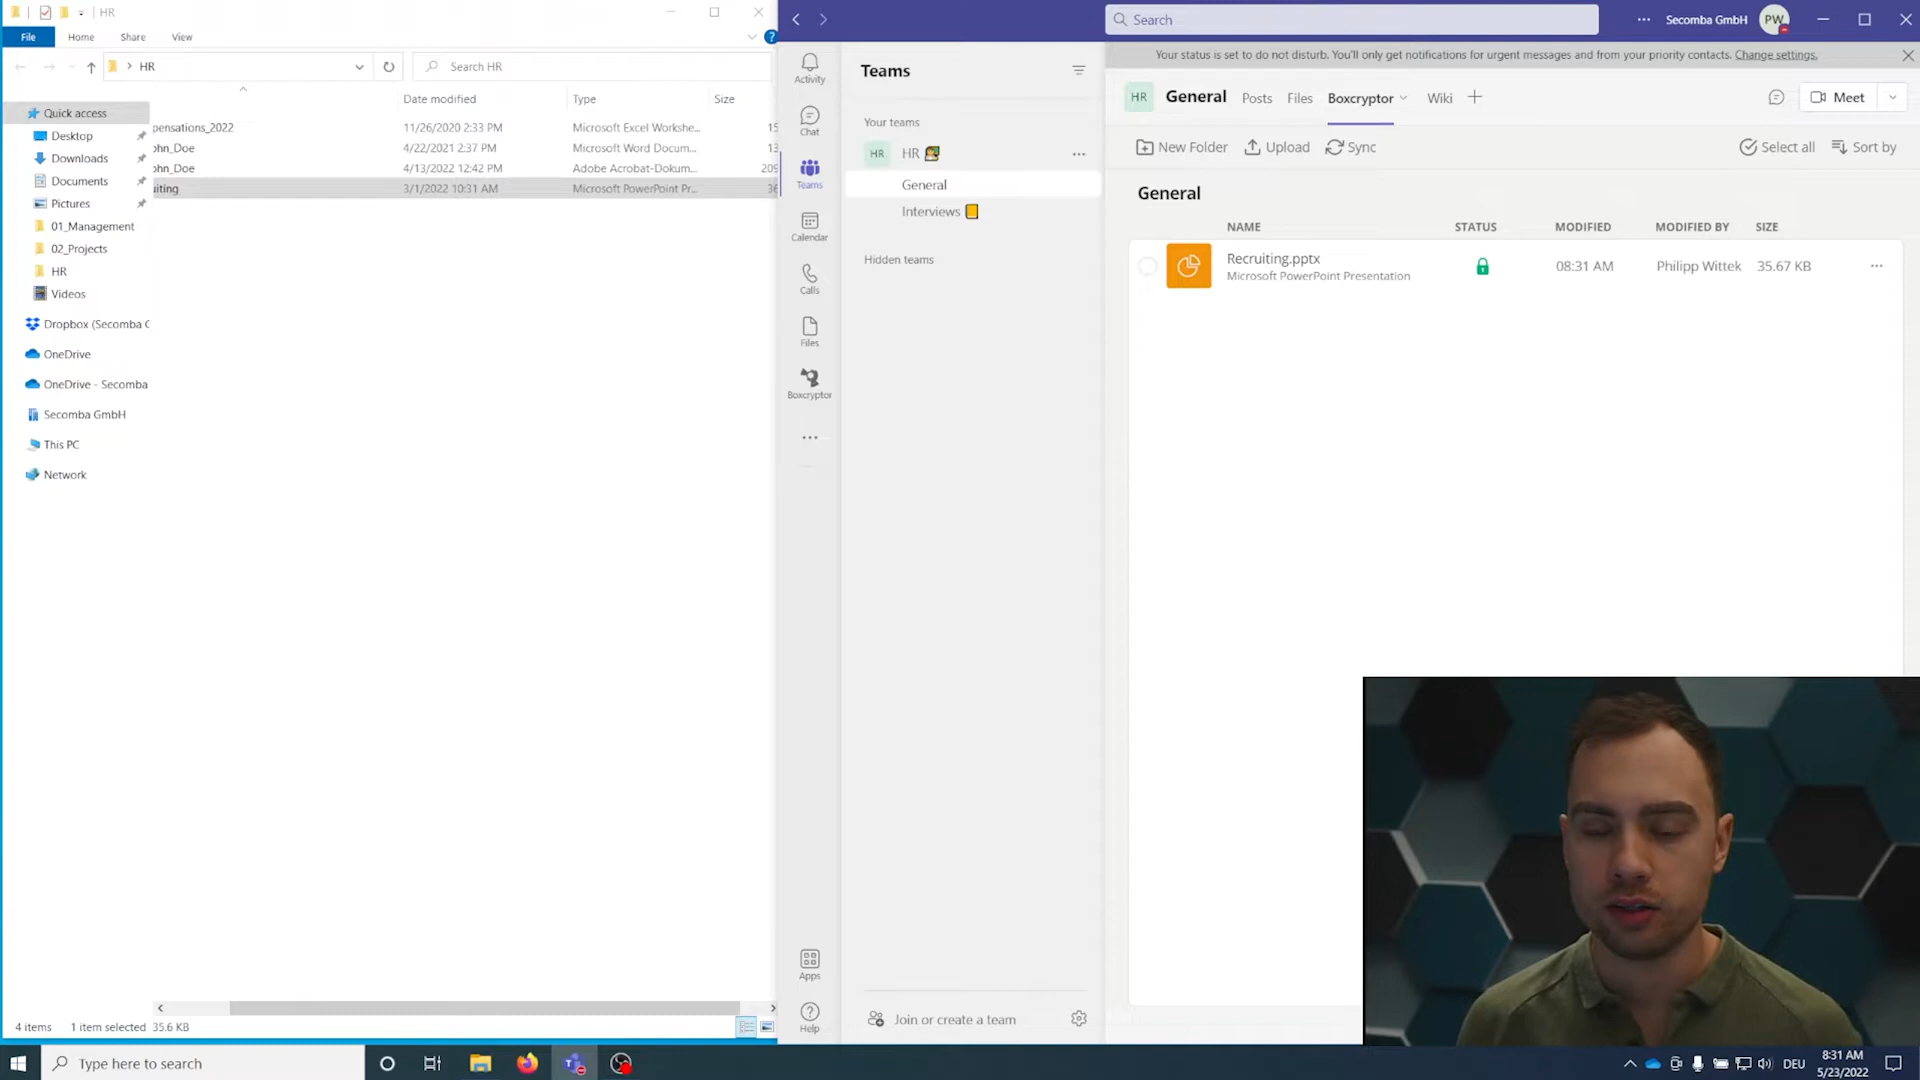 HR
File Home Share View
HR
Search HR
Date modified Type Size
pensations_2022 11/26/2020 2:33 PM Microsoft Excel Workshe... 15
ohn_Doe 4/22/2021 2:37 PM Microsoft Word Docum... 13
ohn_Doe 4/13/2022 12:42 PM Adobe Acrobat-Dokum... 209
uiting 3/1/2022 10:31 AM Microsoft PowerPoint Pr... 36
Quick access
Desktop
Downloads
Documents
Pictures
01_Management
02_Projects
HR
Videos
Dropbox (Secomba G
OneDrive
OneDrive - Secomba
Secomba GmbH
This PC
Network
4 items 1 item selected 35.6 KB
Search
Secomba GmbH PW
Your status is set to do not disturb. You'll only get notifications for urgent messages and from your priority contacts. Change settings.
Activity
Chat
Teams
Calendar
Calls
Files
Boxcryptor
Apps
Help
Teams
Your teams
HR HR
General
Interviews
Hidden teams
Join or create a team
HR General Posts Files Boxcryptor Wiki
Meet
New Folder Upload Sync Select all Sort by
General
NAME STATUS MODIFIED MODIFIED BY SIZE
Recruiting.pptx
Microsoft PowerPoint Presentation
08:31 AM Philipp Wittek 35.67 KB
Type here to search
DEU
8:31 AM
5/23/2022